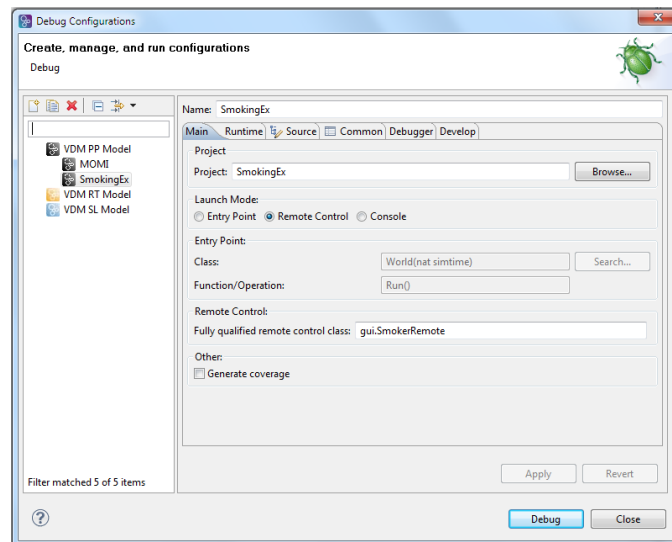 Debug Configurations
Create, manage, and run configurations
Debug
Name: SmokingEx
Main Runtime Source Common Debugger Develop
VDM PP Model
MOMI
SmokingEx
VDM RT Model
VDM SL Model
Project
Project: SmokingEx Browse...
Launch Mode:
Entry Point Remote Control Console
Entry Point:
Class: World(nat simtime) Search...
Function/Operation: Run()
Remote Control:
Fully qualified remote control class: gui.SmokerRemote
Other:
Generate coverage
Filter matched 5 of 5 items
Apply Revert
? Debug Close